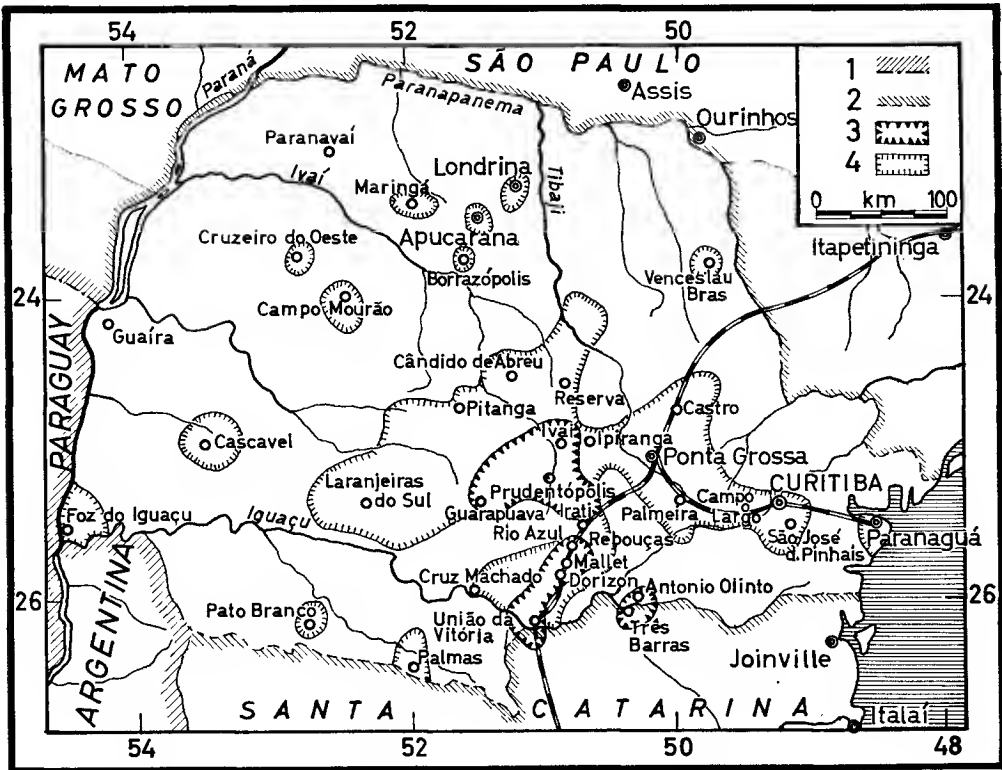 54
52
50
MATO
GROSSO
Paraná
SÃO PAULO
Paranapanema
Assis
Ourinhos
1
2
3
4
0 km 100
Itapetininga
Paranavaí
Ivaí
Maringá
Londrina
Tibali
Apucarana
Cruzeiro do Oeste
Borrazópolis
Venceslau
Bras
Campo Mourão
24
24
Guaíra
PARAGUAY
Cândido de Abreu
Reserva
Pitanga
Castro
Cascavel
Ivaí
Ipiranga
Ponta Grossa
Laranjeiras
do Sul
Prudentópolis
Guarapuava
Irati
Palmeira
Campo
Largo
CURITIBA
São José
d. Pinhais
Paranaguá
Foz do Iguaçu
Iguaçu
Rio Azul
Rebouças
Mallet
Dorizon
Cruz Machado
Antonio Olinto
26
26
ARGENTINA
Pato Branco
União da
Vitória
Três
Barras
Palmas
Joinville
SANTA CATARINA
Italaí
54
52
50
48